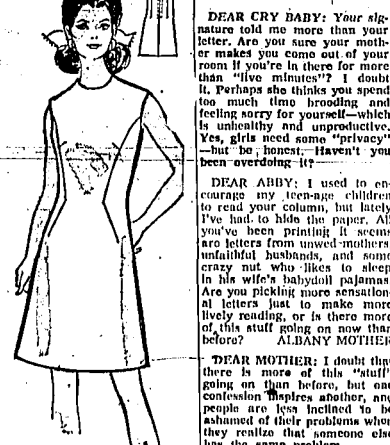 DEAR CRY BABY: Your sig-
nature told me more than your
letter. Are you sure your moth-
er makes you come out of your
room if you're in there for more
than "five minutes"? I doubt
it. Perhaps she thinks you spend
too much time brooding and
feeling sorry for yourself—which
is unhealthy and unproductive.
Yes, girls need some "privacy"
—but be honest. Haven't you
been overdoing it?
DEAR ABBY: I used to en-
courage my teen-age children
to read your column, but lately
I've had to hide the paper. All
you've been printing it seems
are letters from unwed mothers
unfaithful husbands, and some
crazy nut who likes to sleep
in his wife's babydoll pajamas.
Are you picking more sensation-
al letters just to make more
lively reading, or is there more
of this stuff going on now than
before? ALBANY MOTHER
DEAR MOTHER: I doubt that
there is more of this "stuff"
going on than before, but one
confession inspires another, and
people are less inclined to be
ashamed of their problems when
they realize that someone else
has the same problem.